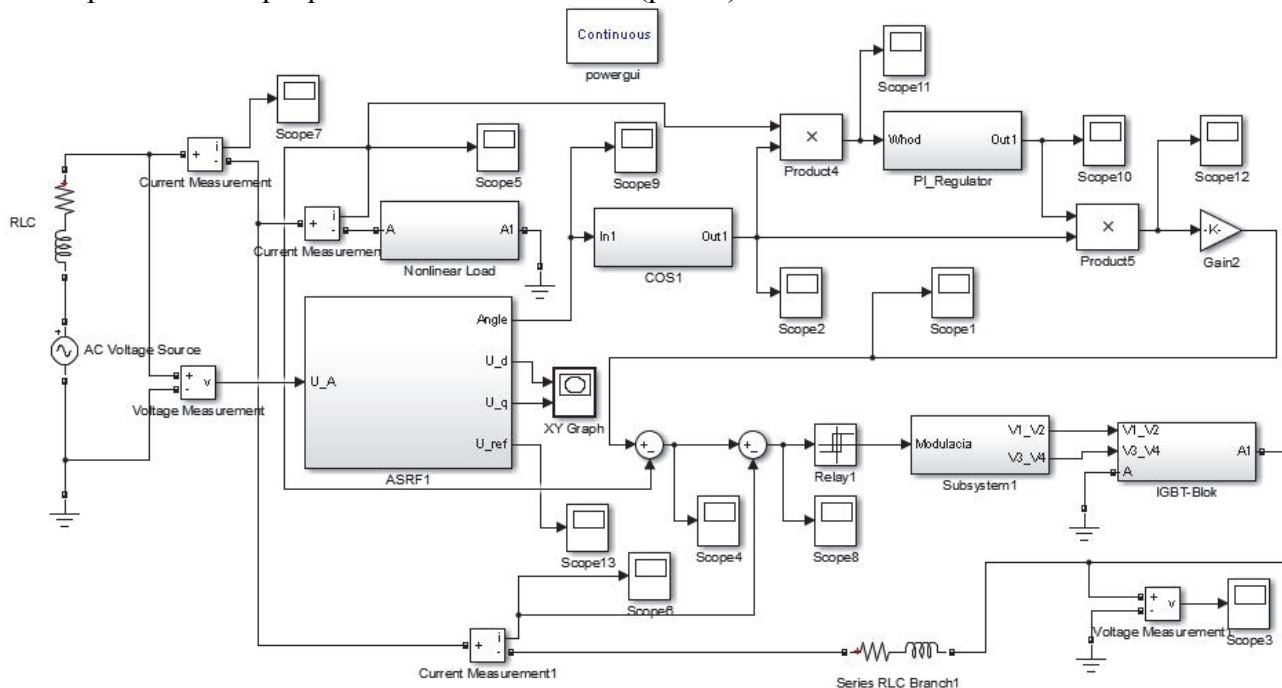 Continuous
powergui
Scope11
Scope7
Scope5
Scope9
Product4
Whod
Out1
PI_Regulator
Scope10
Scope12
i
+
-
Current Measurement
RLC
i
+
-
Current Measuremen
A
A1
Nonlinear Load
In1
Out1
COS1
Product5
-K-
Gain2
Scope2
Scope1
+
AC Voltage Source
+
-
v
Voltage Measurement
U_A
Angle
U_d
U_q
U_ref
ASRF1
XY Graph
Relay1
Modulacia
V1_V2
V3_V4
Subsystem1
V1_V2
V3_V4
A
A1
IGBT-Blok
Scope13
Scope4
Scope8
Scope6
i
+
-
Current Measurement1
Series RLC Branch1
+
-
v
Voltage Measurement1
Scope3